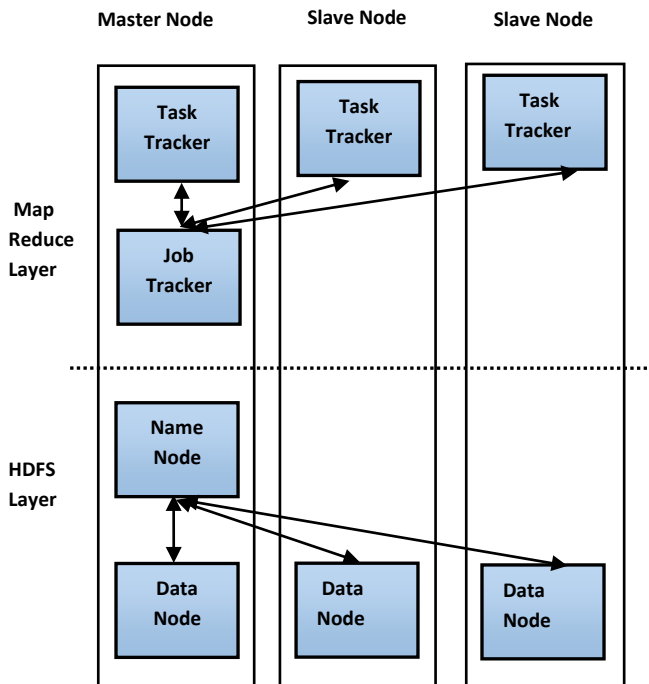 Master Node
Slave Node
Slave Node
Task
Tracker
Task
Tracker
Task
Tracker
Map
Reduce
Layer
Job
Tracker
Name
Node
HDFS
Layer
Data
Node
Data
Node
Data
Node